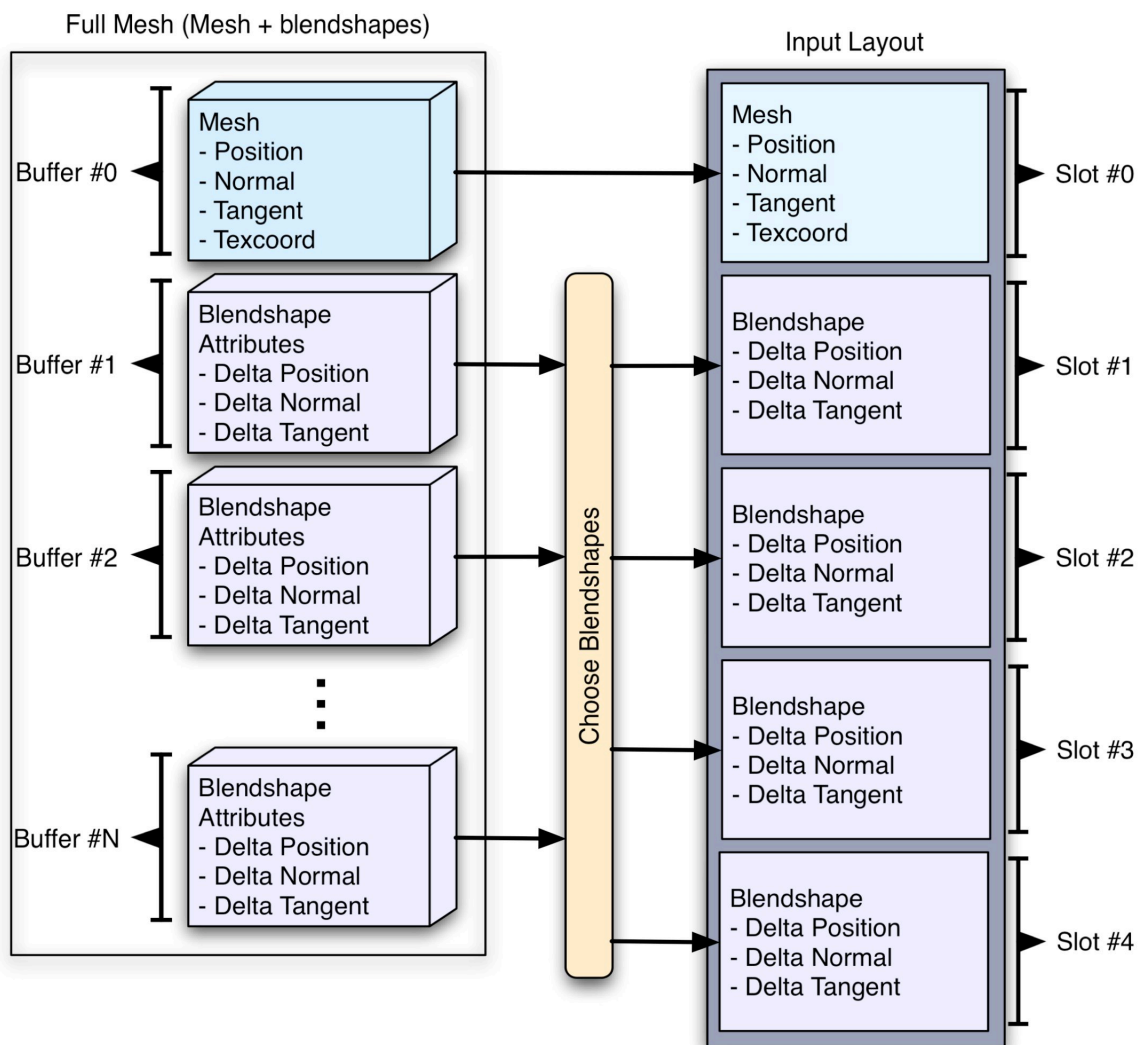 Full Mesh (Mesh + blendshapes)
Buffer #0
Mesh
- Position
- Normal
- Tangent
- Texcoord
Buffer #1
Blendshape
Attributes
- Delta Position
- Delta Normal
- Delta Tangent
Buffer #2
Blendshape
Attributes
- Delta Position
- Delta Normal
- Delta Tangent
Buffer #N
Blendshape
Attributes
- Delta Position
- Delta Normal
- Delta Tangent
Choose Blendshapes
Input Layout
Mesh
- Position
- Normal
- Tangent
- Texcoord
Slot #0
Blendshape
- Delta Position
- Delta Normal
- Delta Tangent
Slot #1
Blendshape
- Delta Position
- Delta Normal
- Delta Tangent
Slot #2
Blendshape
- Delta Position
- Delta Normal
- Delta Tangent
Slot #3
Blendshape
- Delta Position
- Delta Normal
- Delta Tangent
Slot #4